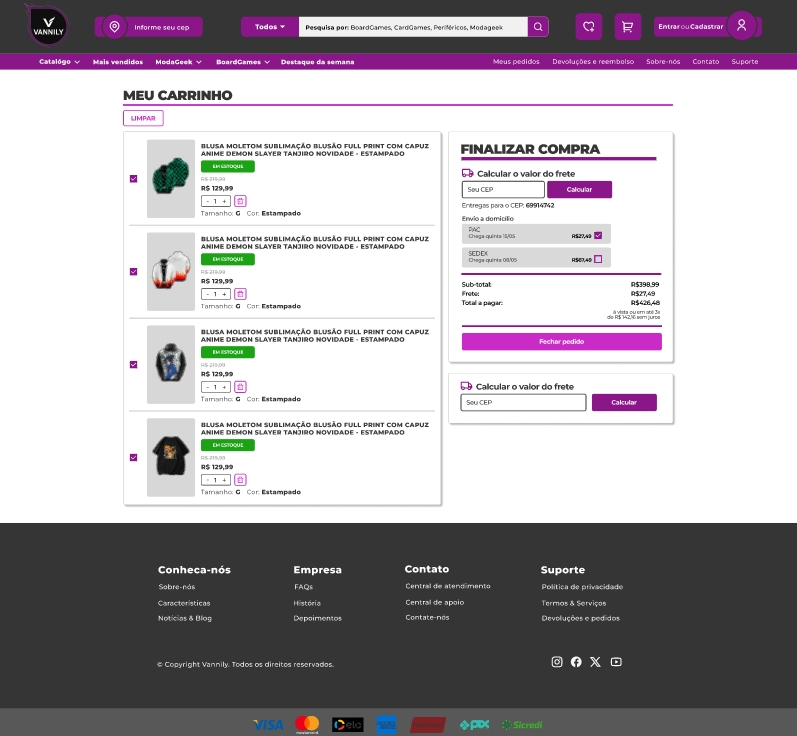 VANNILY
Informe seu cep
Todos
Pesquisa por: BoardGames, CardGames, Periféricos, Modageek
Entrar ou Cadastrar
Catalógo
Mais vendidos
ModaGeek
BoardGames
Destaque da semana
Meus pedidos
Devoluções e reembolso
Sobre-nós
Contato
Suporte
MEU CARRINHO
LIMPAR
BLUSA MOLETOM SUBLIMAÇÃO BLUSÃO FULL PRINT COM CAPUZ
ANIME DEMON SLAYER TANJIRO NOVIDADE - ESTAMPADO
EM ESTOQUE
R$ 219,99
R$ 129,99
- 1 +
Tamanho: G Cor: Estampado
BLUSA MOLETOM SUBLIMAÇÃO BLUSÃO FULL PRINT COM CAPUZ
ANIME DEMON SLAYER TANJIRO NOVIDADE - ESTAMPADO
EM ESTOQUE
R$ 219,99
R$ 129,99
- 1 +
Tamanho: G Cor: Estampado
BLUSA MOLETOM SUBLIMAÇÃO BLUSÃO FULL PRINT COM CAPUZ
ANIME DEMON SLAYER TANJIRO NOVIDADE - ESTAMPADO
EM ESTOQUE
R$ 219,99
R$ 129,99
- 1 +
Tamanho: G Cor: Estampado
BLUSA MOLETOM SUBLIMAÇÃO BLUSÃO FULL PRINT COM CAPUZ
ANIME DEMON SLAYER TANJIRO NOVIDADE - ESTAMPADO
EM ESTOQUE
R$ 219,99
R$ 129,99
- 1 +
Tamanho: G Cor: Estampado
FINALIZAR COMPRA
Calcular o valor do frete
Seu CEP
Calcular
Entregas para o CEP: 69914742
Envio a domicílio
PAC
Chega quinta 15/05
R$27,49
SEDEX
Chega quinta 08/05
R$67,49
Sub-total: R$398,99
Frete: R$27,49
Total a pagar: R$426,48
à vista ou em até 3x
de R$ 142,16 sem juros
Fechar pedido
Calcular o valor do frete
Seu CEP
Calcular
Conheca-nós
Sobre-nós
Características
Notícias & Blog
Empresa
FAQs
História
Depoimentos
Contato
Central de atendimento
Central de apoio
Contate-nós
Suporte
Política de privacidade
Termos & Serviços
Devoluções e pedidos
© Copyright Vannily. Todos os direitos reservados.
VISA
mastercard
elo
pix
Sicredi